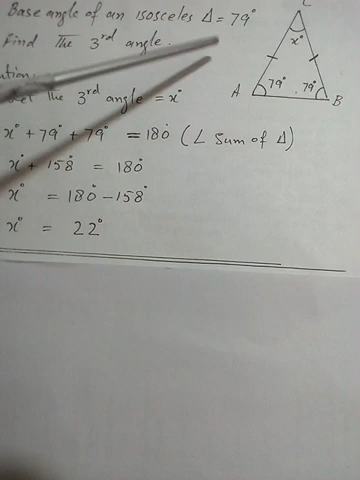 Base angle of an isosceles Δ = 79°
Find The 3rd angle.
the 3rd angle = x°
x° + 79° + 79° = 180° (∠ Sum of Δ)
x° + 158° = 180°
x° = 180° - 158°
x° = 22°
C
x°
A 79° 79° B